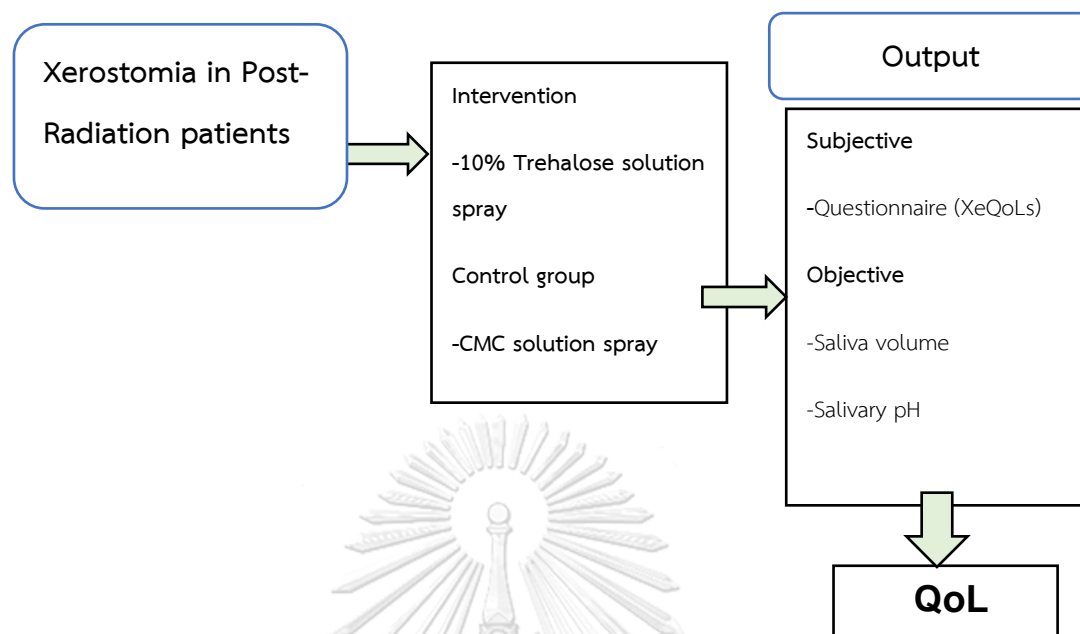 Xerostomia in Post-
Radiation patients
Intervention
-10% Trehalose solution
spray
Control group
-CMC solution spray
Output
Subjective
-Questionnaire (XeQoLs)
Objective
-Saliva volume
-Salivary pH
QoL